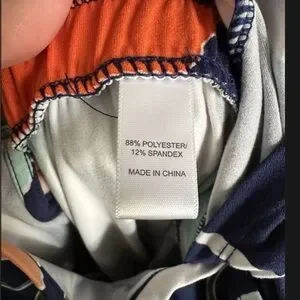 88% POLYESTER/
12% SPANDEX
MADE IN CHINA